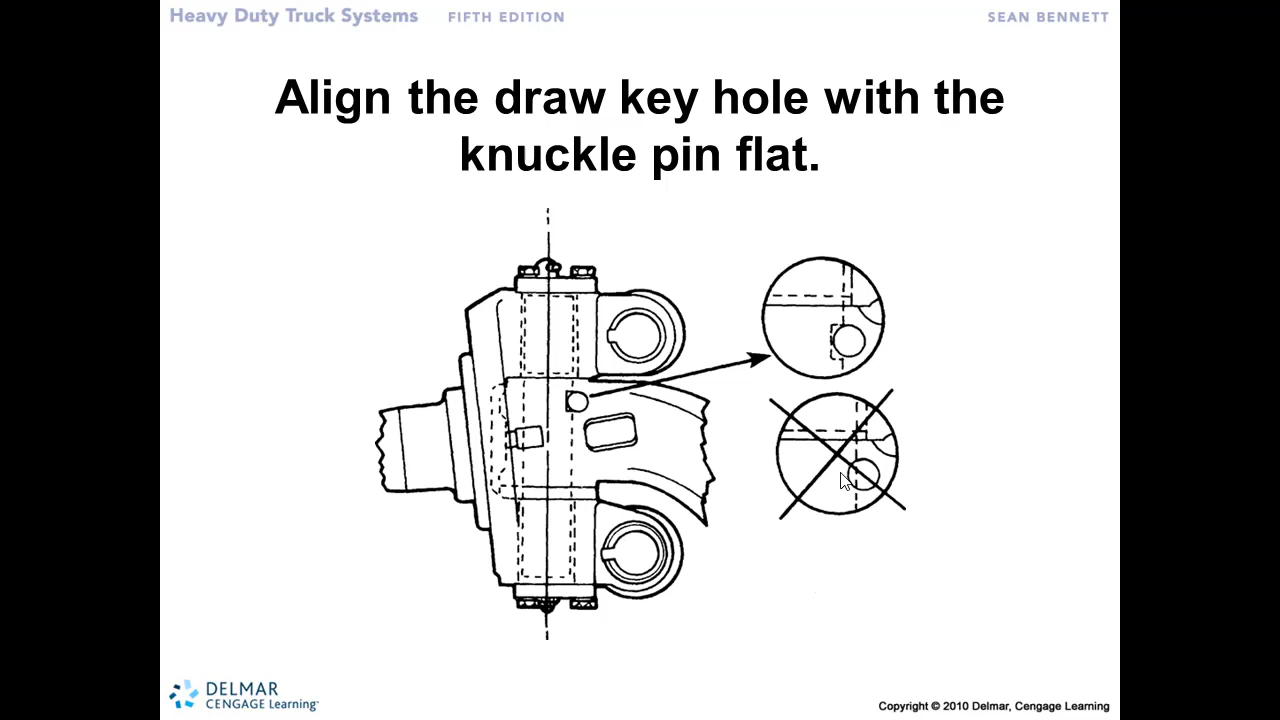 Heavy Duty Truck Systems FIFTH EDITION SEAN BENNETT
Align the draw key hole with the
knuckle pin flat.
DELMAR
CENGAGE Learning™
Copyright © 2010 Delmar, Cengage Learning